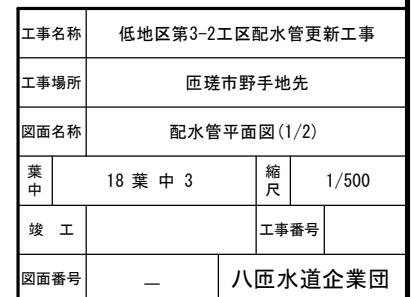 工事名称 低地区第3-2工区配水管更新工事
工事場所 匝瑳市野手地先
図面名称 配水管平面図(1/2)
葉中 18 葉 中 3 縮尺 1/500
竣 工 工事番号
図面番号 — 八匝水道企業団